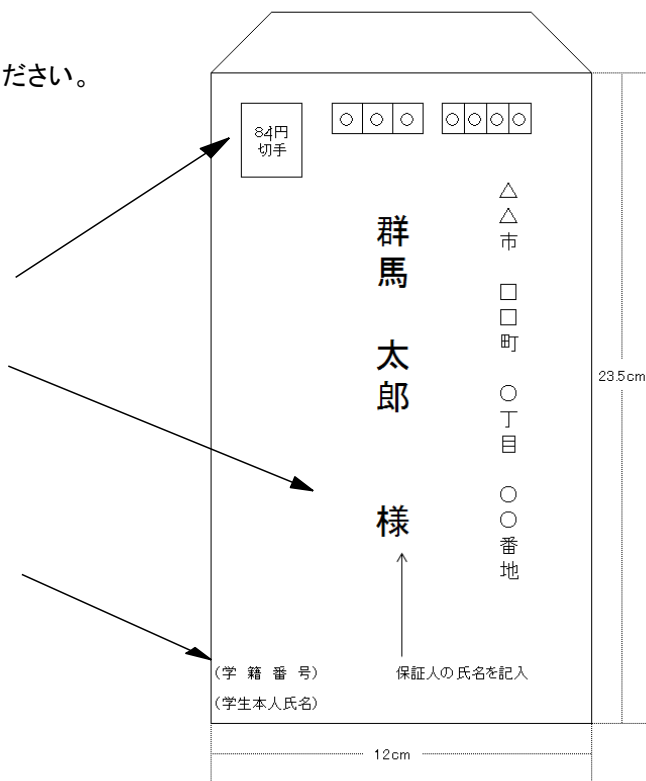 ださい。
84円
切手
○○○ ○○○○
△△市 □□町 ○丁目 ○○番地
群馬 太郎 様
23.5cm
(学 籍 番 号)
保証人の氏名を記入
(学生本人氏名)
12cm